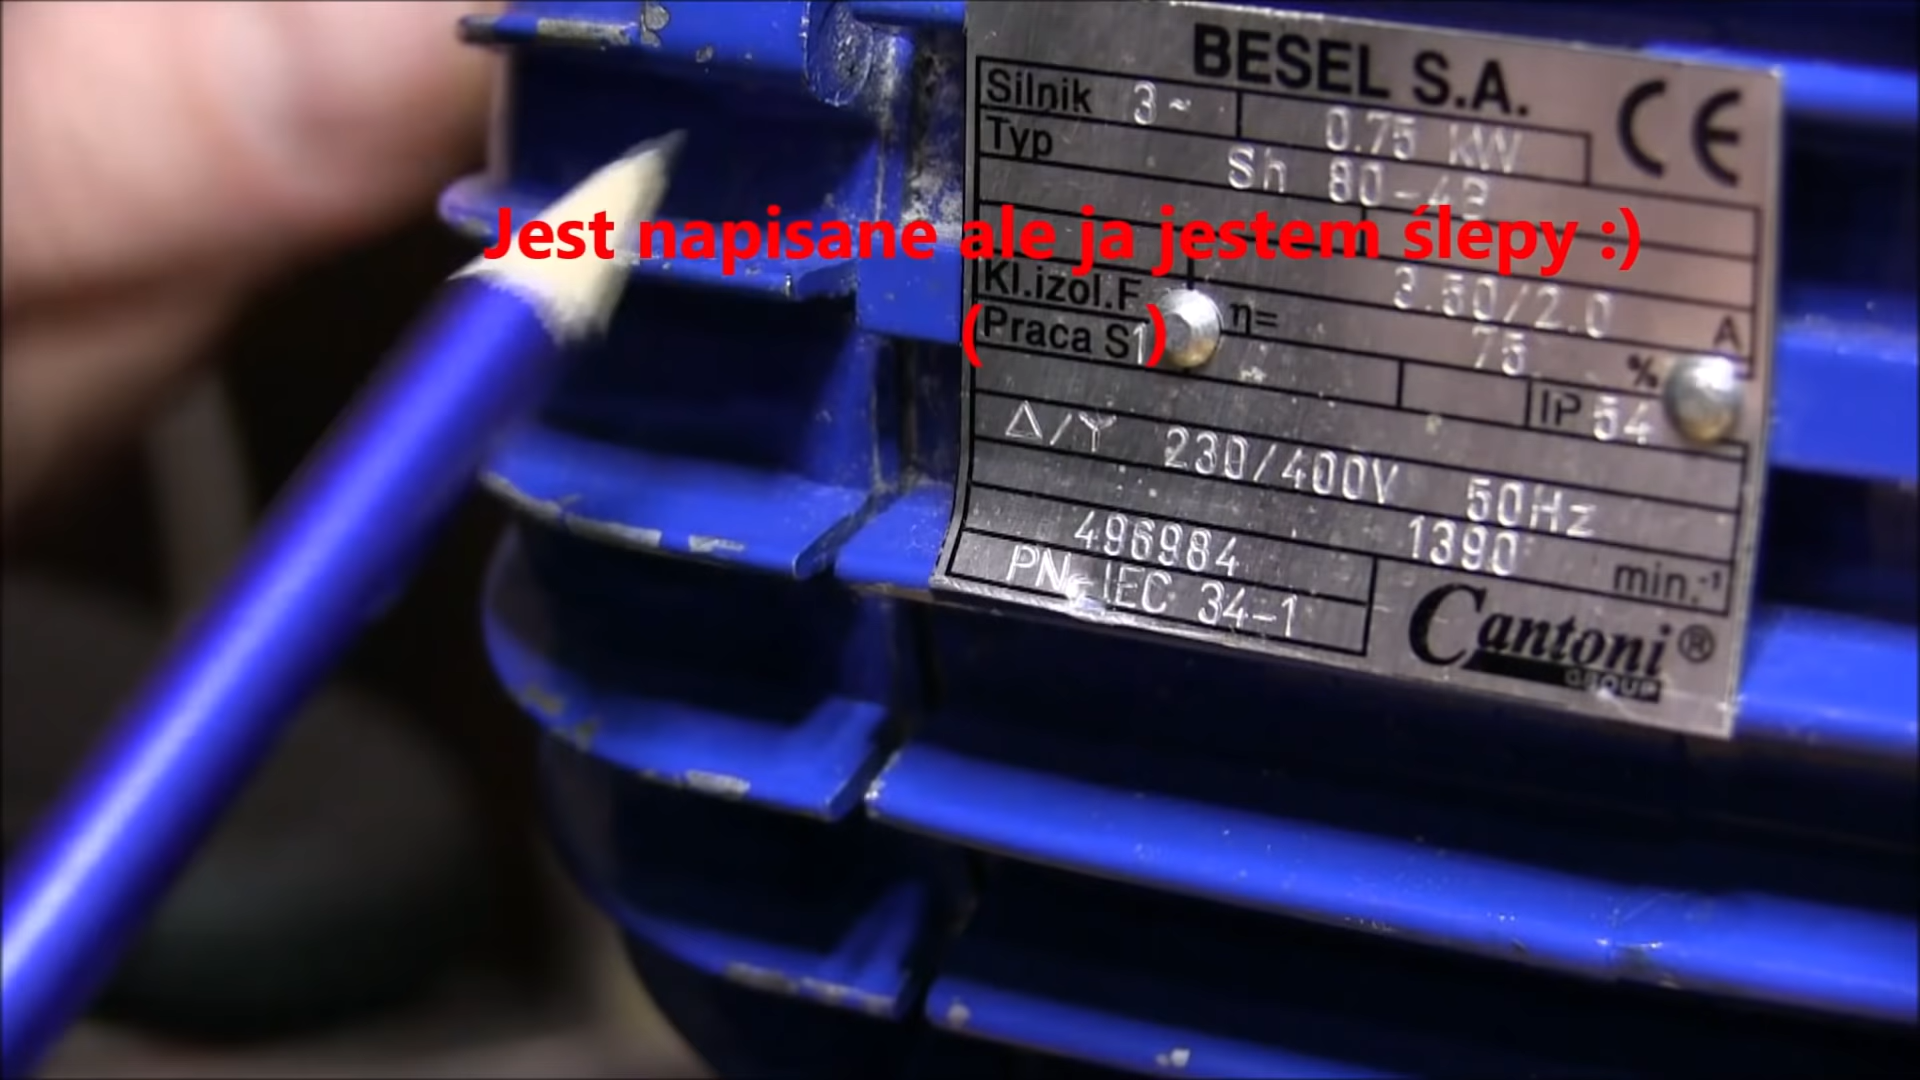 BESEL S.A.
Silnik 3~ 0.75 kW
CE
Typ Sh 80-4B
Jest napisane ale ja jestem ślepy :)
3.50/2.0 A
Kl.izol.F
(Praca S1) η= 75 %
IP 54
Δ/Y 230/400V 50Hz
496984 1390 min.-1
PN-IEC 34-1
Cantoni®
GROUP